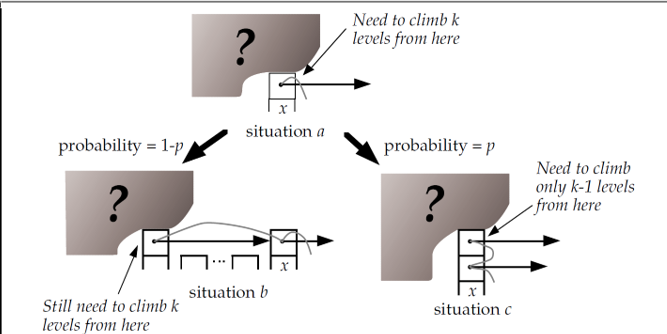 ?
Need to climb k
levels from here
x
situation a
probability = 1-p
probability = p
?
...
x
situation b
Still need to climb k
levels from here
?
Need to climb
only k-1 levels
from here
x
situation c